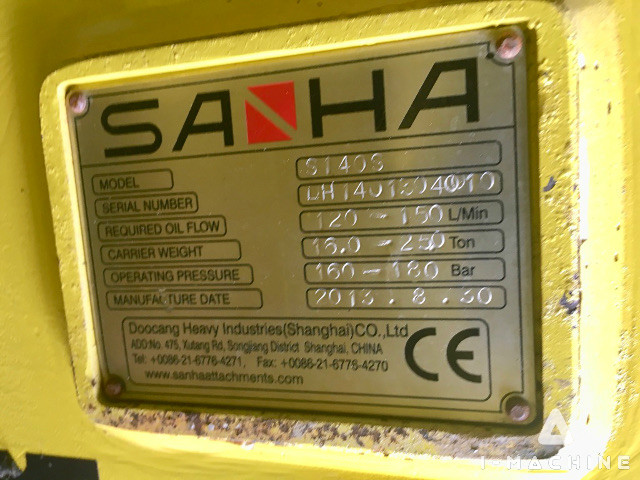 SANHA
MODEL S140S
SERIAL NUMBER
REQUIRED OIL FLOW 120-150 L/Min
CARRIER WEIGHT 16.0-25.0 Ton
OPERATING PRESSURE 160-180 Bar
MANUFACTURE DATE 2013.8.30
Doocang Heavy Industries(Shanghai)CO.,Ltd
ADD:No. 475, Xutang Rd, Songjiang District Shanghai, CHINA
Tel: +0086-21-6776-4271, Fax: +0086-21-6776-4270
www.sanhaattachments.com
CE
I-MACHINE